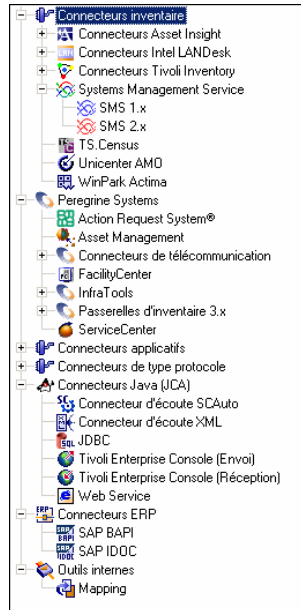 Connecteurs inventaire
Connecteurs Asset Insight
Connecteurs Intel LANDesk
Connecteurs Tivoli Inventory
Systems Management Service
SMS 1.x
SMS 2.x
TS.Census
Unicenter AMO
WinPark Actima
Peregrine Systems
Action Request System®
Asset Management
Connecteurs de télécommunication
FacilityCenter
InfraTools
Passerelles d'inventaire 3.x
ServiceCenter
Connecteurs applicatifs
Connecteurs de type protocole
Connecteurs Java (JCA)
Connecteur d'écoute SCAuto
Connecteur d'écoute XML
JDBC
Tivoli Enterprise Console (Envoi)
Tivoli Enterprise Console (Réception)
Web Service
Connecteurs ERP
SAP BAPI
SAP IDOC
Outils internes
Mapping